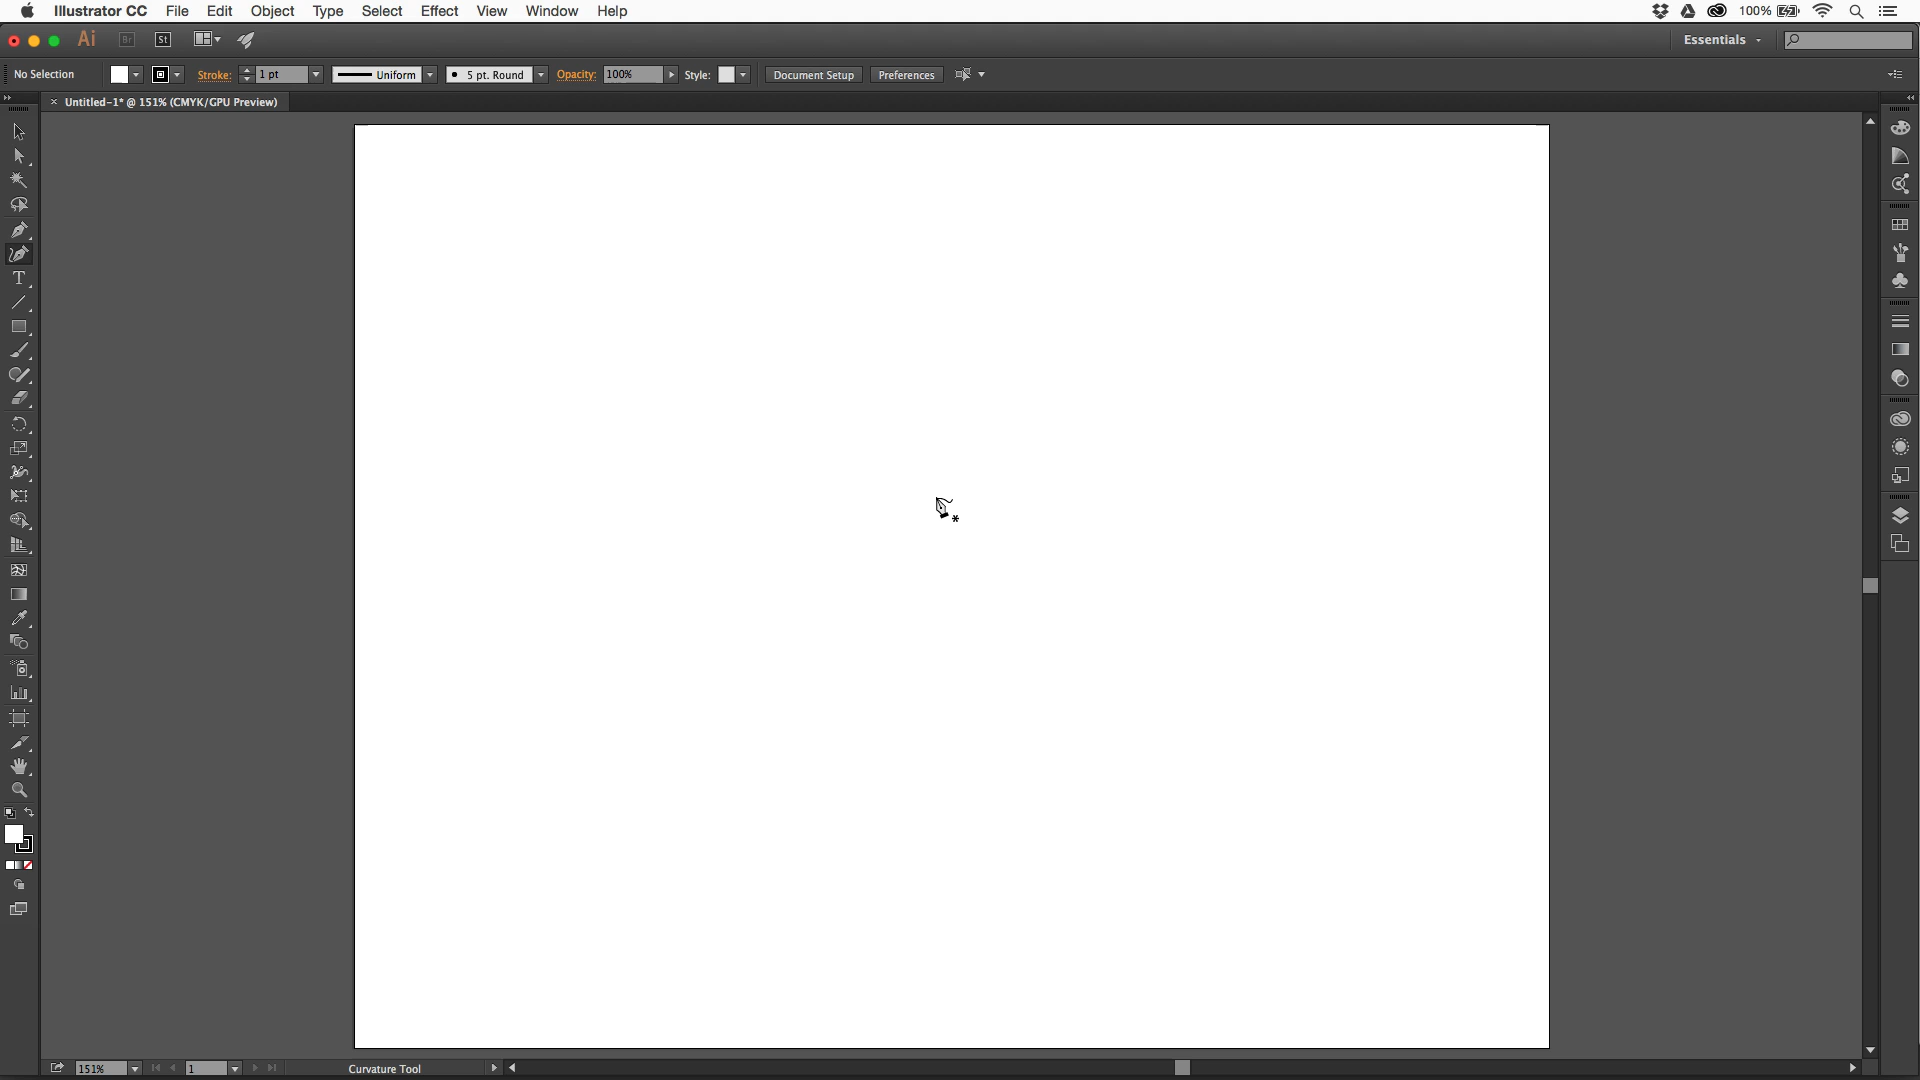 Illustrator CC File Edit Object Type Select Effect View Window Help 100%
Ai Br St Essentials
No Selection Stroke: 1 pt Uniform 5 pt. Round Opacity: 100% Style: Document Setup Preferences
× Untitled-1* @ 151% (CMYK/GPU Preview)
T
151% 1 Curvature Tool